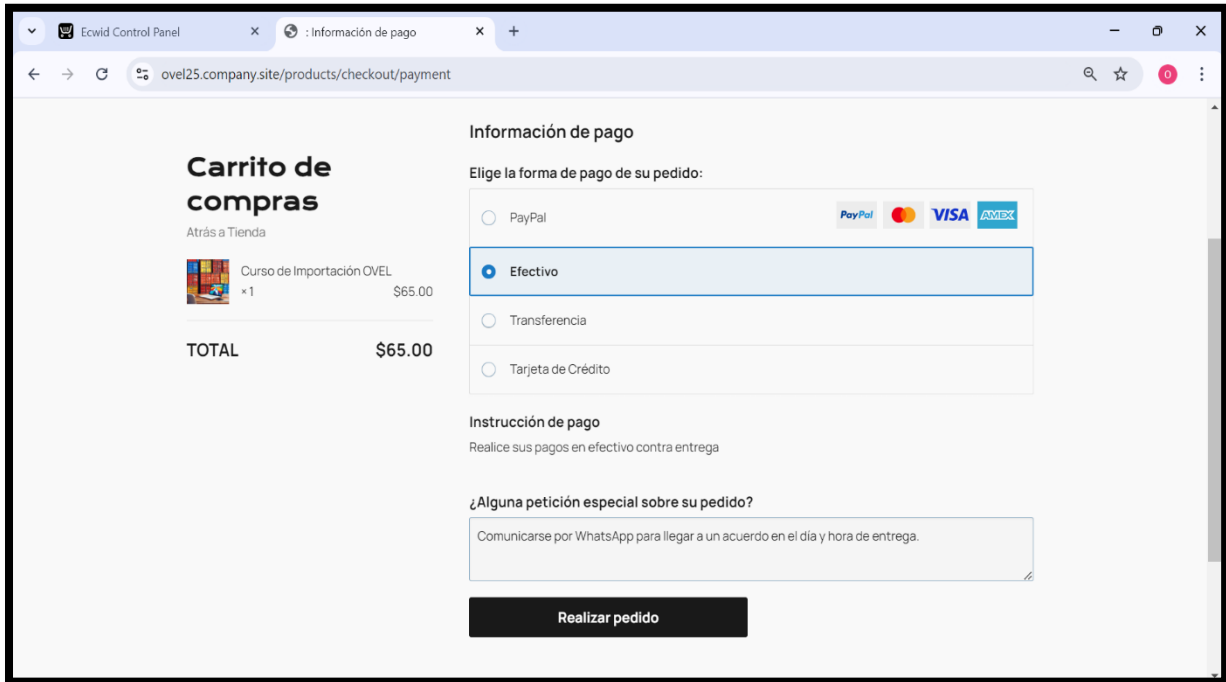 Ecwid Control Panel
: Información de pago
ovel25.company.site/products/checkout/payment
O
Carrito de
compras
Atrás a Tienda
Curso de Importación OVEL
× 1 $65.00
TOTAL $65.00
Información de pago
Elige la forma de pago de su pedido:
PayPal PayPal VISA AMEX
Efectivo
Transferencia
Tarjeta de Crédito
Instrucción de pago
Realice sus pagos en efectivo contra entrega
¿Alguna petición especial sobre su pedido?
Comunicarse por WhatsApp para llegar a un acuerdo en el día y hora de entrega.
Realizar pedido